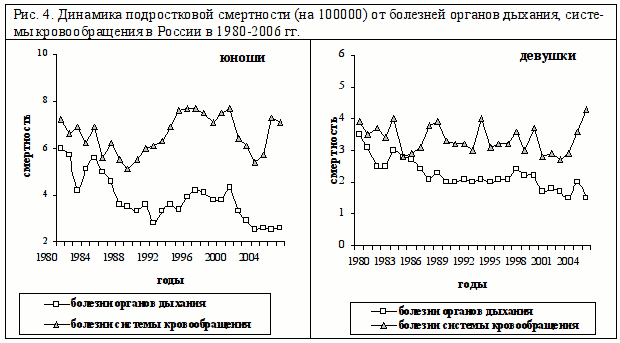 Рис. 4. Динамика подростковой смертности (на 100000) от болезней органов дыхания, систе-
мы кровообращения в России в 1980-2006 гг.
юноши
10
8
6
4
2
смертность
1980 1984 1988 1992 1996 2000 2004
годы
болезни органов дыхания
болезни системы кровообращения
девушки
6
5
4
3
2
1
0
смертность
1980 1983 1986 1989 1992 1995 1998 2001 2004
годы
болезни органов дыхания
болезни системы кровообращения